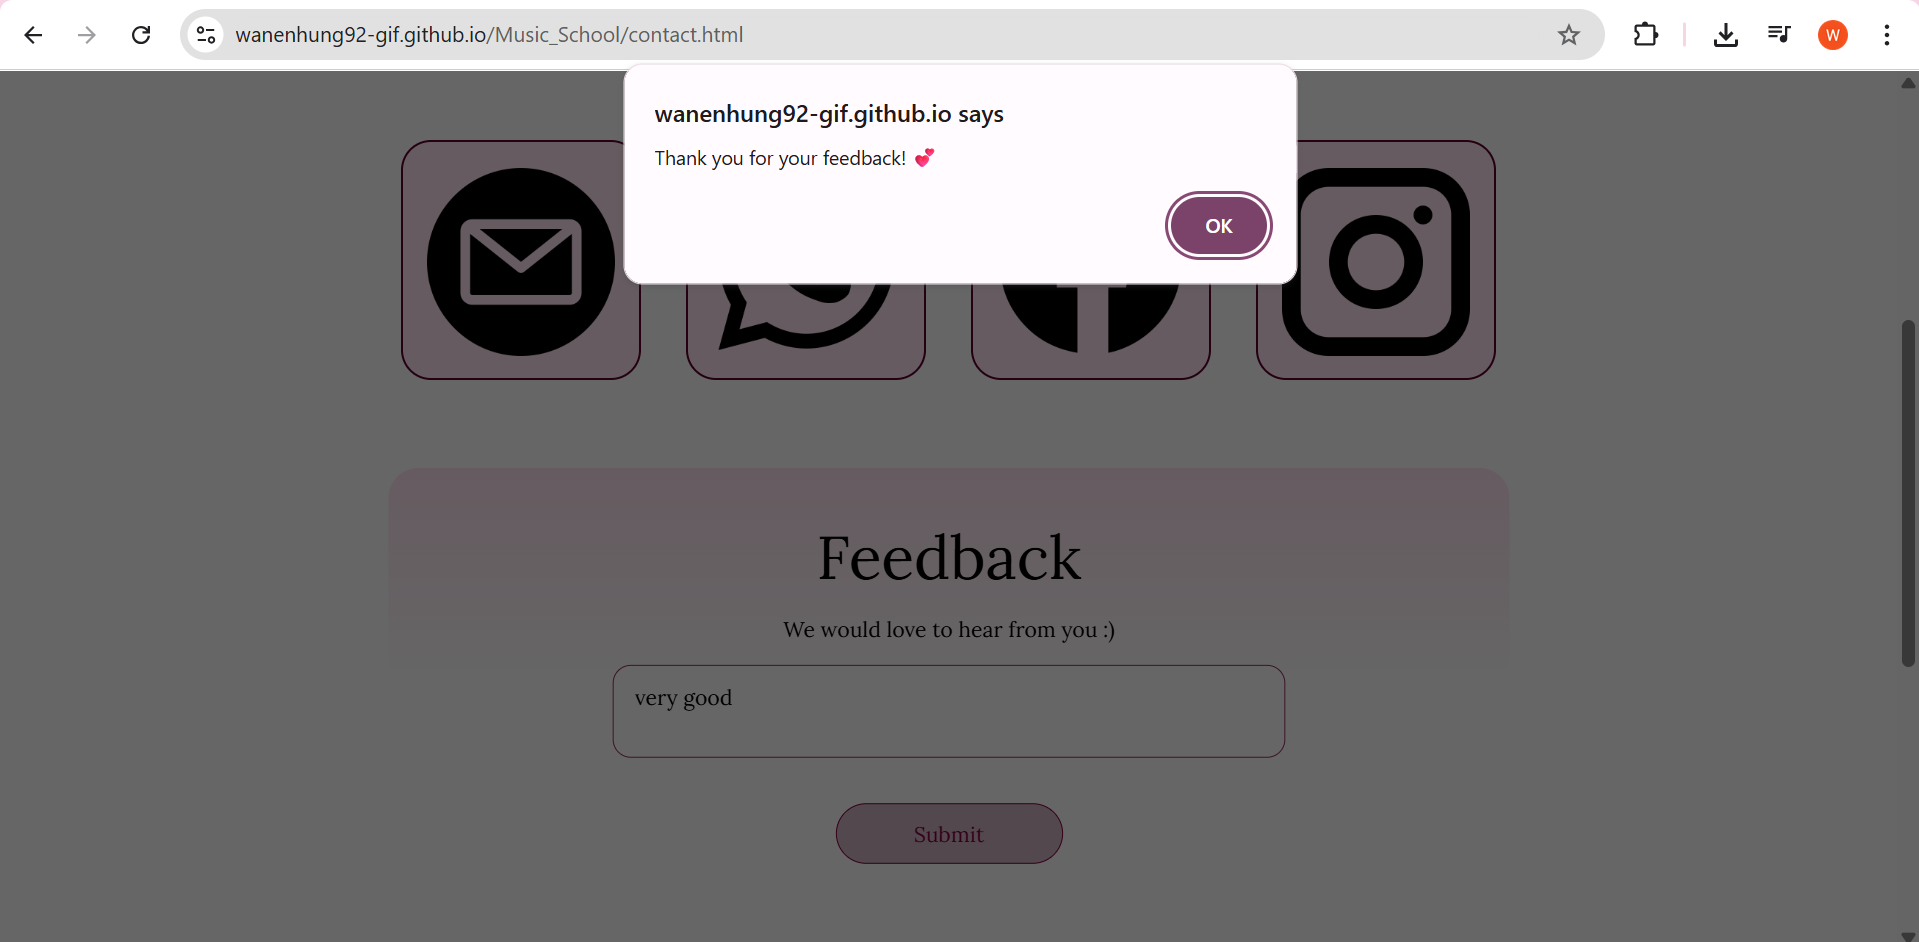 wanenhung92-gif.github.io/Music_School/contact.html
W
wanenhung92-gif.github.io says
Thank you for your feedback! 💕
OK
Feedback
We would love to hear from you :)
very good
Submit